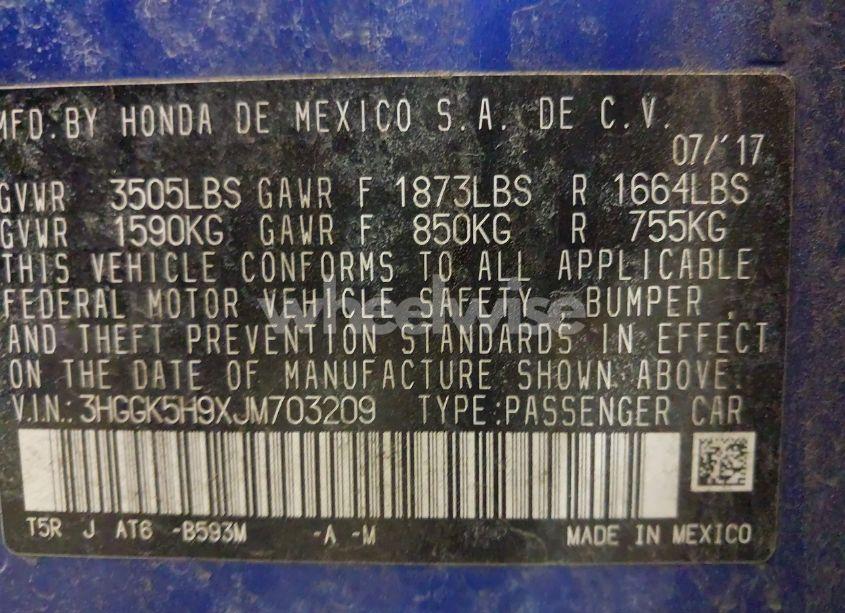 MFD. BY HONDA DE MEXICO S.A. DE C.V.
07/'17
GVWR 3505LBS GAWR F 1873LBS R 1664LBS
GVWR 1590KG GAWR F 850KG R 755KG
THIS VEHICLE CONFORMS TO ALL APPLICABLE
FEDERAL MOTOR VEHICLE SAFETY, BUMPER,
AND THEFT PREVENTION STANDARDS IN EFFECT
ON THE DATE OF MANUFACTURE SHOWN ABOVE.
V.I.N.: 3HGGK5H9XJM703209 TYPE:PASSENGER CAR
T5R J AT6 -B593M -A -M MADE IN MEXICO
wheelwise